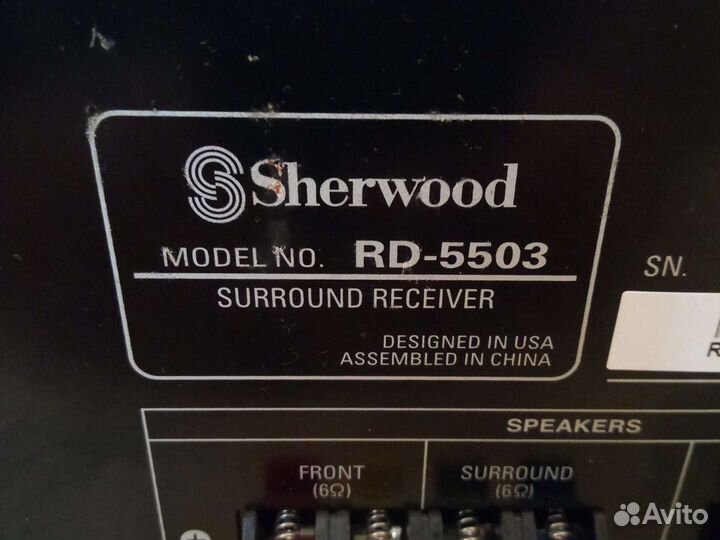 Sherwood
MODEL NO. RD-5503
SURROUND RECEIVER
DESIGNED IN USA
ASSEMBLED IN CHINA
SN.
SPEAKERS
FRONT
(6Ω)
SURROUND
(6Ω)
Avito